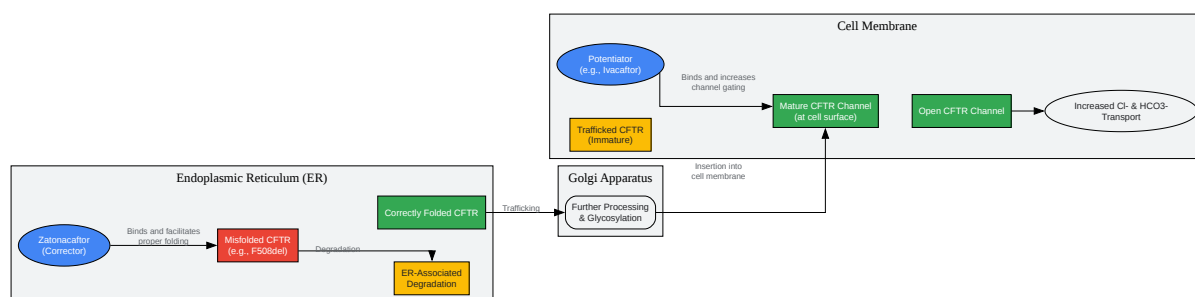 Cell Membrane
Potentiator
(e.g., Ivacaftor)
Binds and increases
channel gating
Mature CFTR Channel
(at cell surface)
Open CFTR Channel
Increased Cl- & HCO3-
Transport
Trafficked CFTR
(Immature)
Endoplasmic Reticulum (ER)
Correctly Folded CFTR
Trafficking
Golgi Apparatus
Further Processing
& Glycosylation
Insertion into
cell membrane
Zatonacaftor
(Corrector)
Binds and facilitates
proper folding
Misfolded CFTR
(e.g., F508del)
Degradation
ER-Associated
Degradation